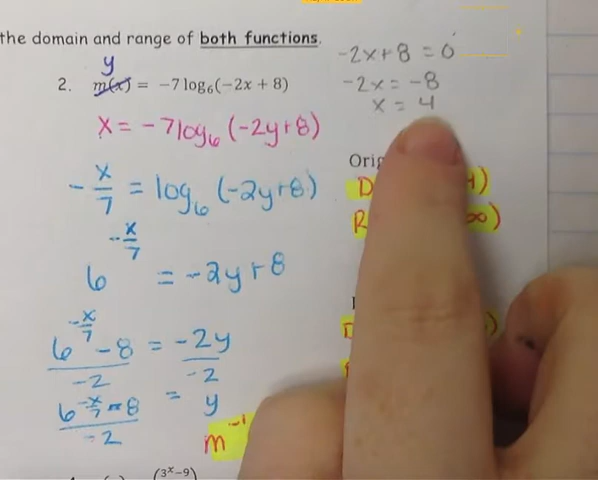 the domain and range of both functions.
-2x+8 = 0
y
2. m(x) = -7 log₆(-2x + 8)
-2x = -8
x = 4
x = -7log₆(-2y+8)
-x/7 = log₆(-2y+8)
6^(-x/7) = -2y+8
(6^(-x/7) - 8)/-2 = -2y/-2
(6^(-x/7) - 8)/-2 = y
m⁻¹
(3ˣ-9)